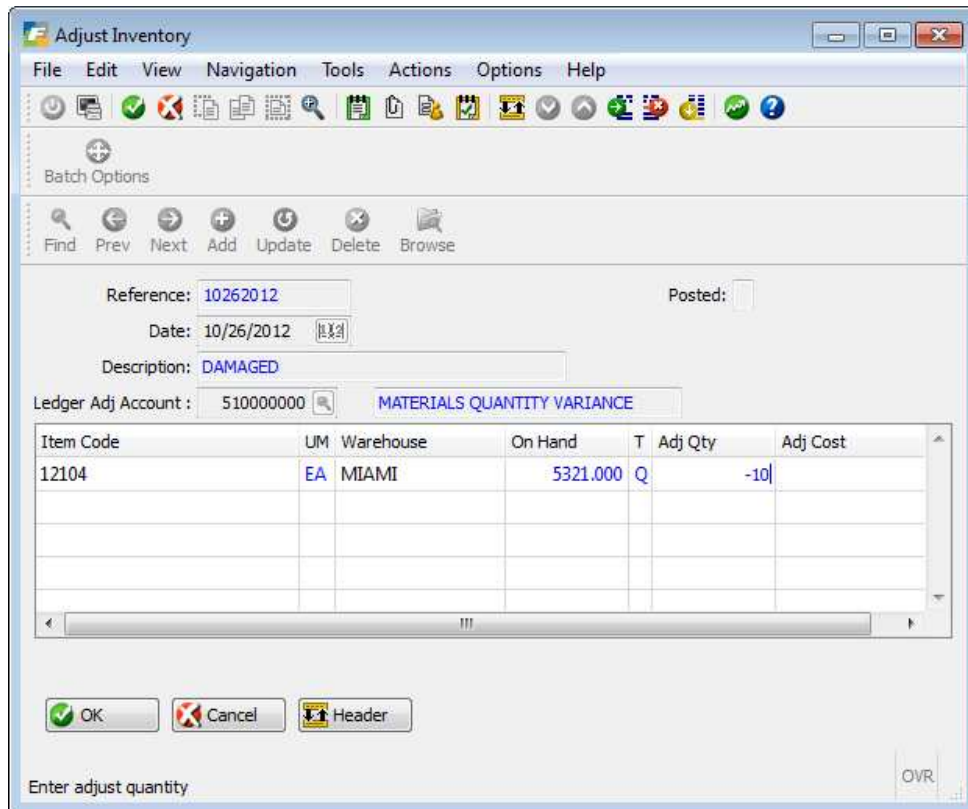 Adjust Inventory
File Edit View Navigation Tools Actions Options Help
Batch Options
Find Prev Next Add Update Delete Browse
Reference: 10262012 Posted:
Date: 10/26/2012
Description: DAMAGED
Ledger Adj Account : 510000000 MATERIALS QUANTITY VARIANCE
Item Code UM Warehouse On Hand T Adj Qty Adj Cost
12104 EA MIAMI 5321.000 Q -10
OK Cancel Header
Enter adjust quantity OVR